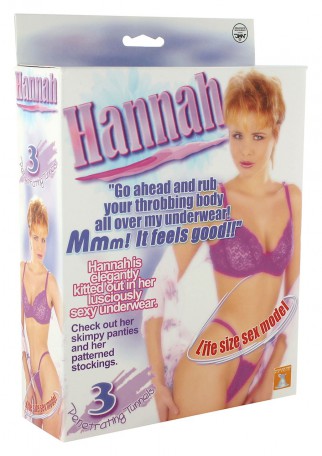 Hannah
"Go ahead and rub
your throbbing body
all over my underwear!
Mmm! It feels good!!"
Hannah is
elegantly
kitted out in her
lusciously
sexy underwear.
Check out her
skimpy panties
and her
patterned
stockings.
Life size sex model
3
Penetrating Tunnels
3